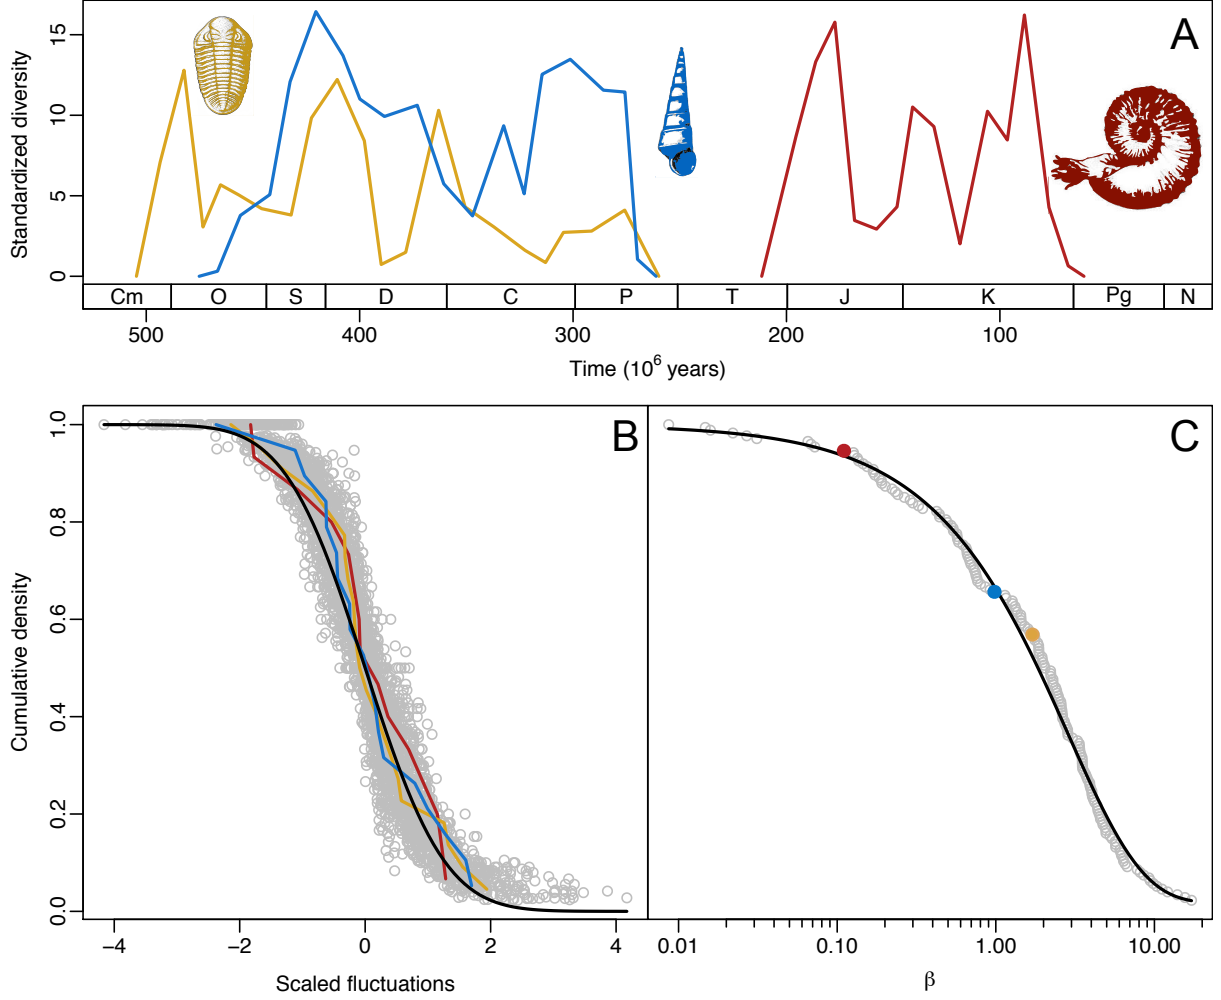 A
Standardized diversity
15
10
5
0
Cm O S D C P T J K Pg N
500 400 300 200 100
Time (10⁶ years)
B
C
Cumulative density
1.0
0.8
0.6
0.4
0.2
0.0
−4 −2 0 2 4
Scaled fluctuations
0.01 0.10 1.00 10.00
β